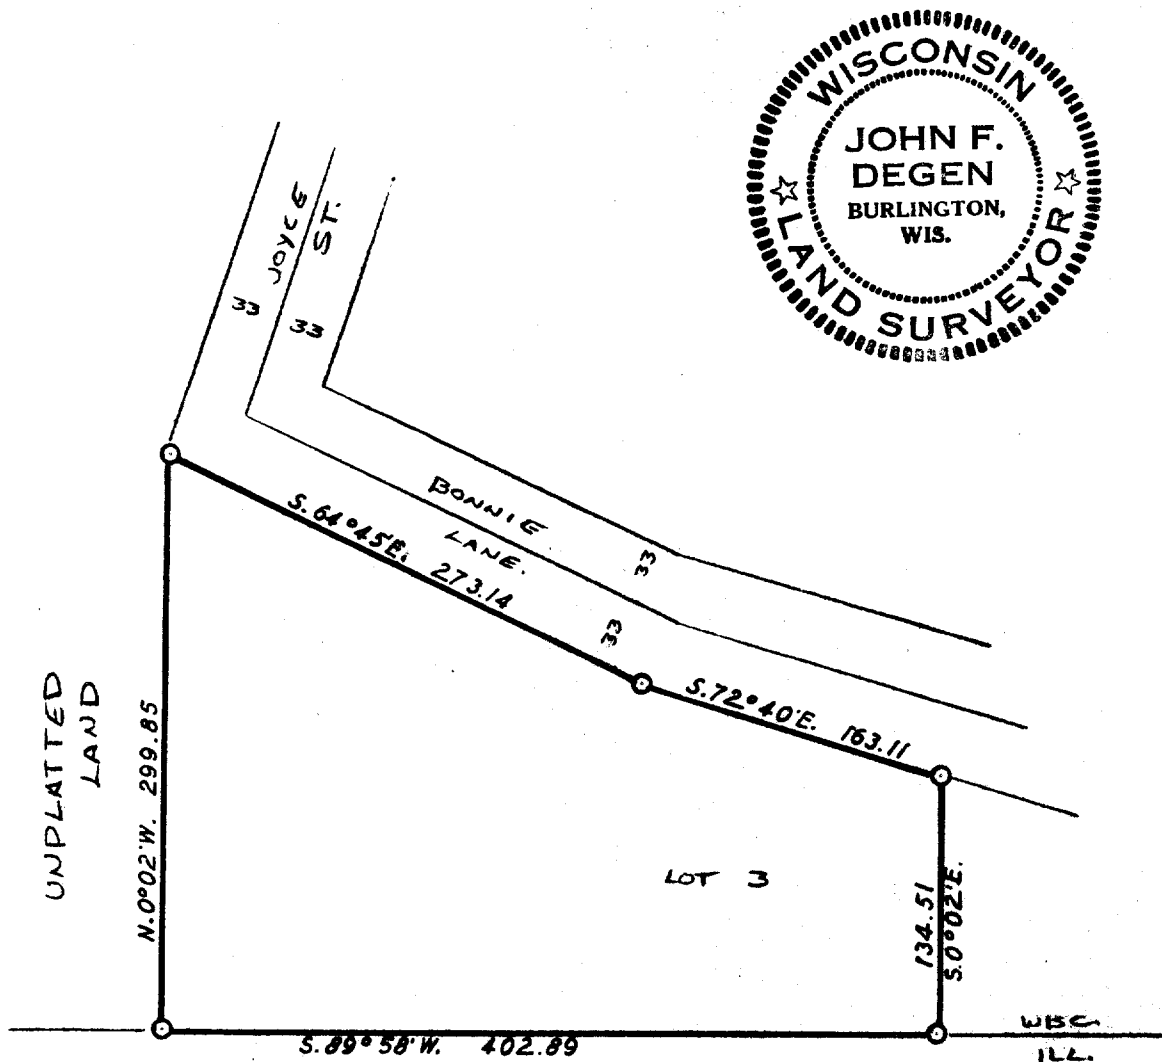 WISCONSIN
JOHN F.
DEGEN
BURLINGTON,
WIS.
LAND SURVEYOR
JOYCE
ST.
33
33
BONNIE
LANE.
S. 64°45'E. 273.14
33
33
S. 72°40'E. 163.11
UNPLATTED
LAND
N. 0°02'W. 299.85
LOT 3
134.51
S. 0°02'E.
S. 89°58'W. 402.89
WISC.
ILL.